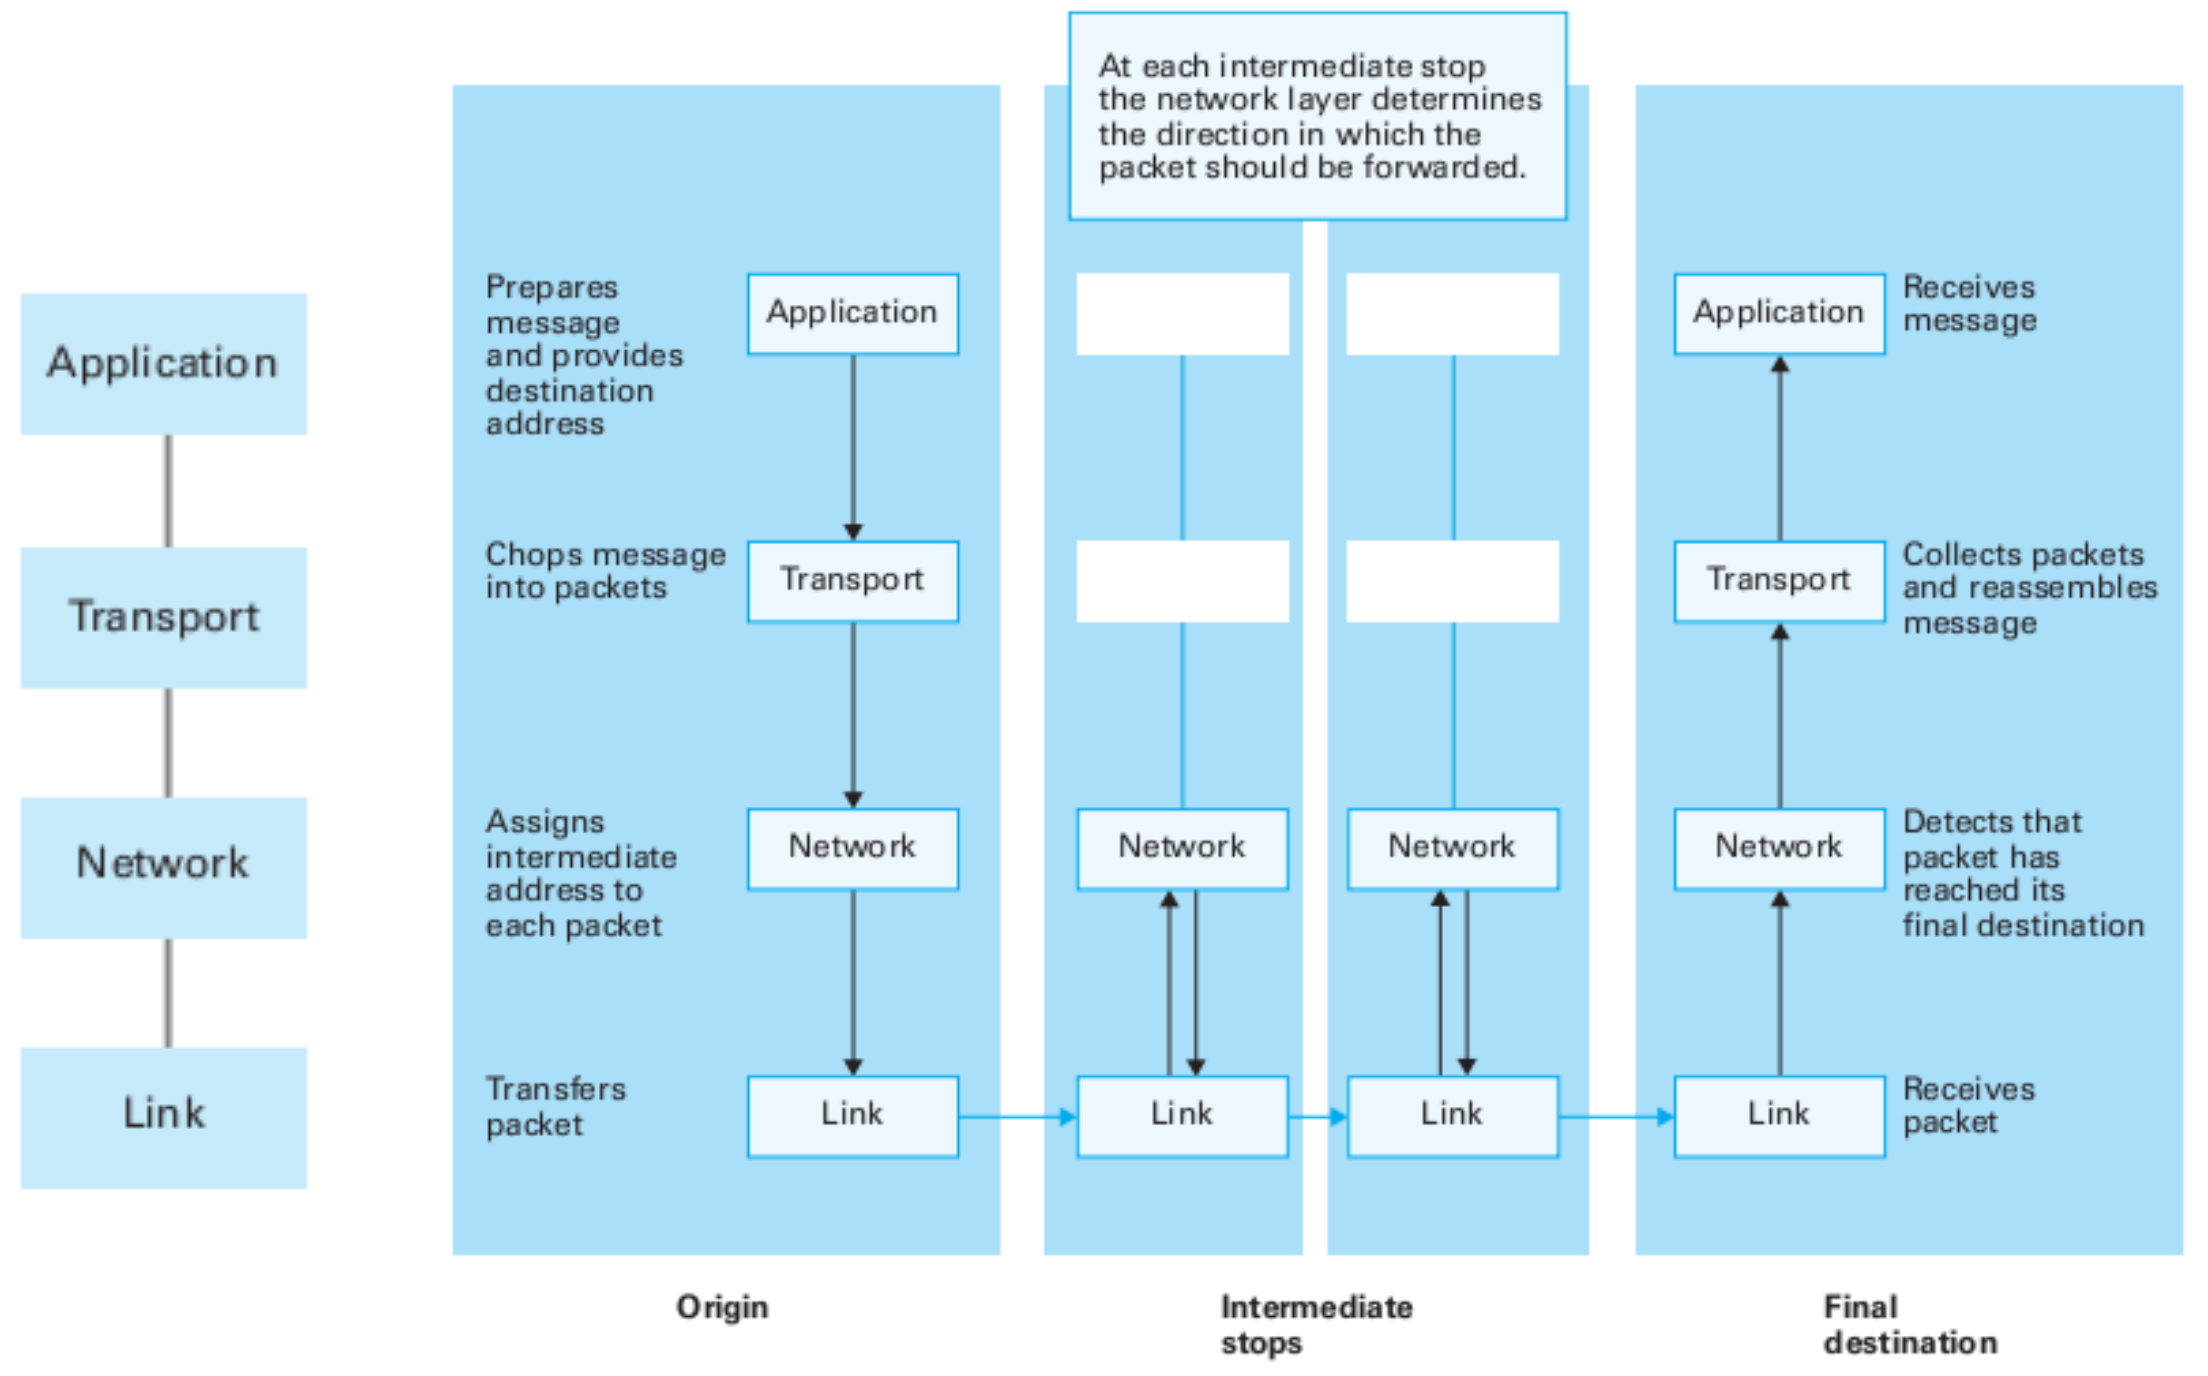 At each intermediate stop
the network layer determines
the direction in which the
packet should be forwarded.
Application
Transport
Network
Link
Prepares
message
and provides
destination
address
Application
Chops message
into packets
Transport
Assigns
intermediate
address to
each packet
Network
Transfers
packet
Link
Network
Link
Network
Link
Application
Receives
message
Transport
Collects packets
and reassembles
message
Network
Detects that
packet has
reached its
final destination
Link
Receives
packet
Origin
Intermediate
stops
Final
destination